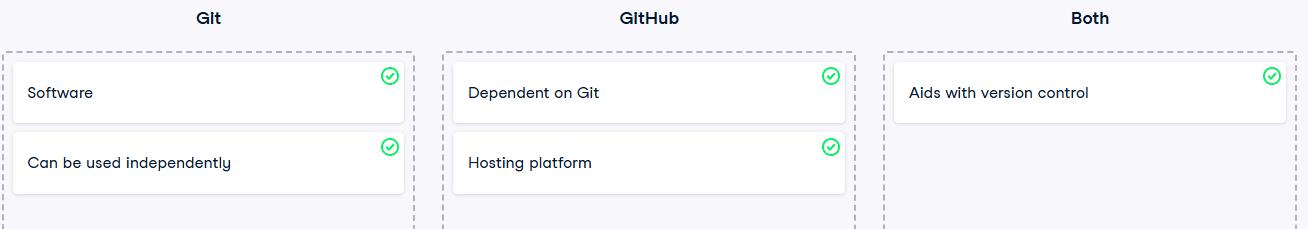 Git
GitHub
Both
Software
Dependent on Git
Aids with version control
Can be used independently
Hosting platform